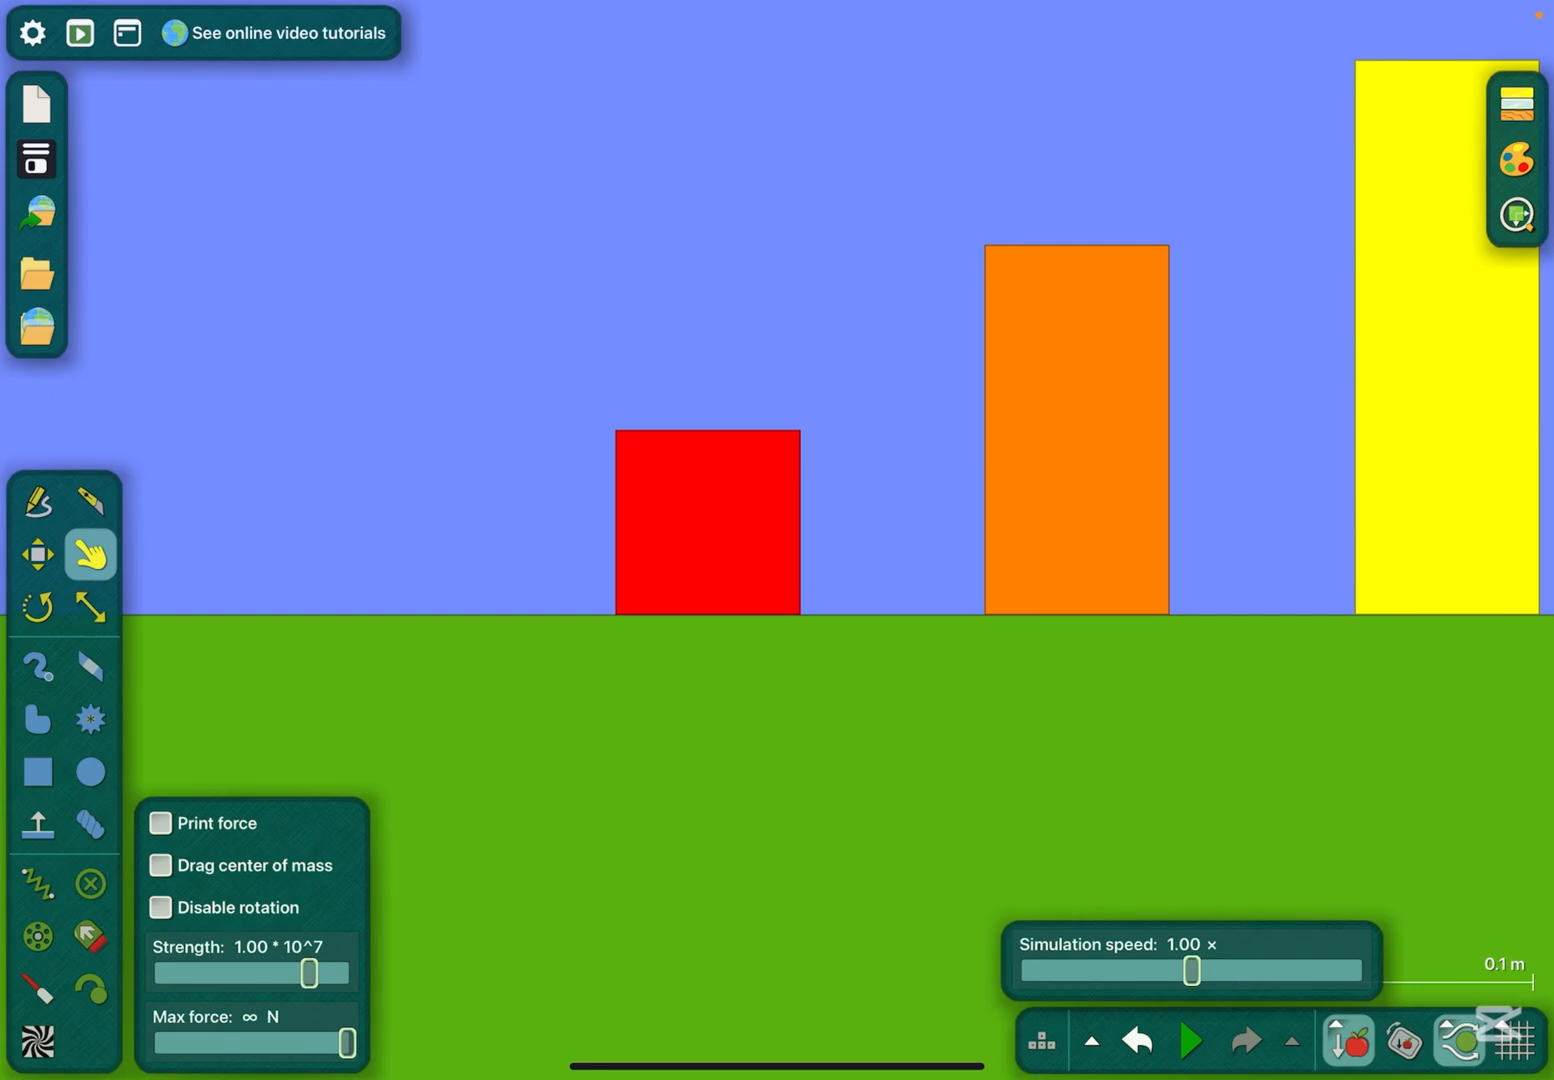 See online video tutorials
Print force
Drag center of mass
Disable rotation
Strength: 1.00 * 10^7
Max force: ∞ N
Simulation speed: 1.00 ×
0.1 m